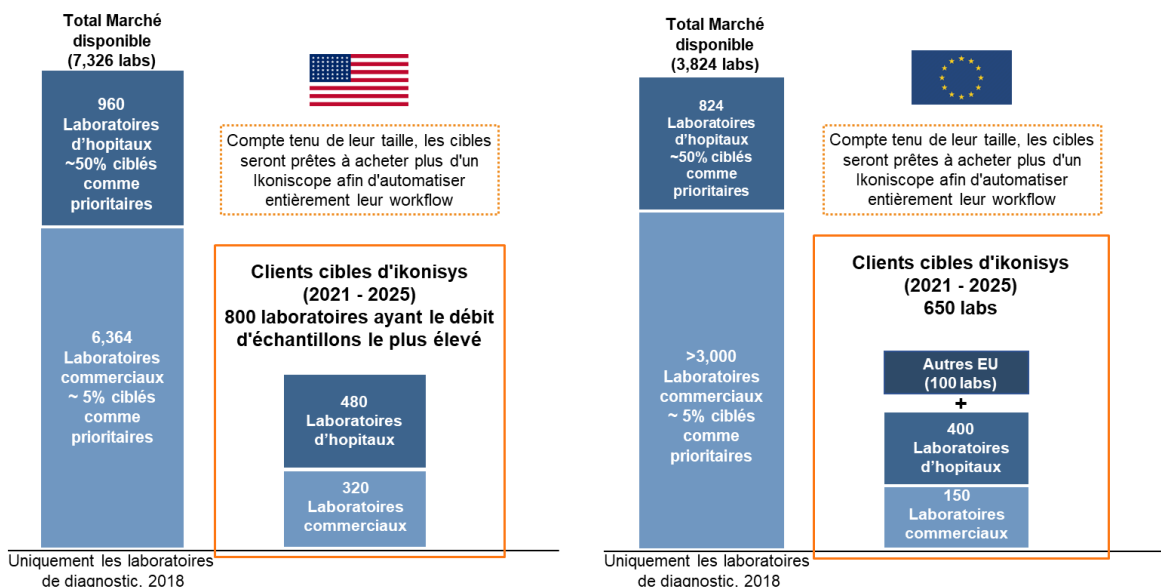 Total Marché
disponible
(7,326 labs)
960
Laboratoires
d'hopitaux
~50% ciblés
comme
prioritaires
6,364
Laboratoires
commerciaux
~ 5% ciblés
comme
prioritaires
Uniquement les laboratoires
de diagnostic, 2018
Compte tenu de leur taille, les cibles
seront prêtes à acheter plus d'un
Ikoniscope afin d'automatiser
entièrement leur workflow
Clients cibles d'ikonisys
(2021 - 2025)
800 laboratoires ayant le débit
d'échantillons le plus élevé
480
Laboratoires
d'hopitaux
320
Laboratoires
commerciaux
Total Marché
disponible
(3,824 labs)
824
Laboratoires
d'hopitaux
~50% ciblés
comme
prioritaires
>3,000
Laboratoires
commerciaux
~ 5% ciblés
comme
prioritaires
Uniquement les laboratoires
de diagnostic, 2018
Compte tenu de leur taille, les cibles
seront prêtes à acheter plus d'un
Ikoniscope afin d'automatiser
entièrement leur workflow
Clients cibles d'ikonisys
(2021 - 2025)
650 labs
Autres EU
(100 labs)
+
400
Laboratoires
d'hopitaux
150
Laboratoires
commerciaux